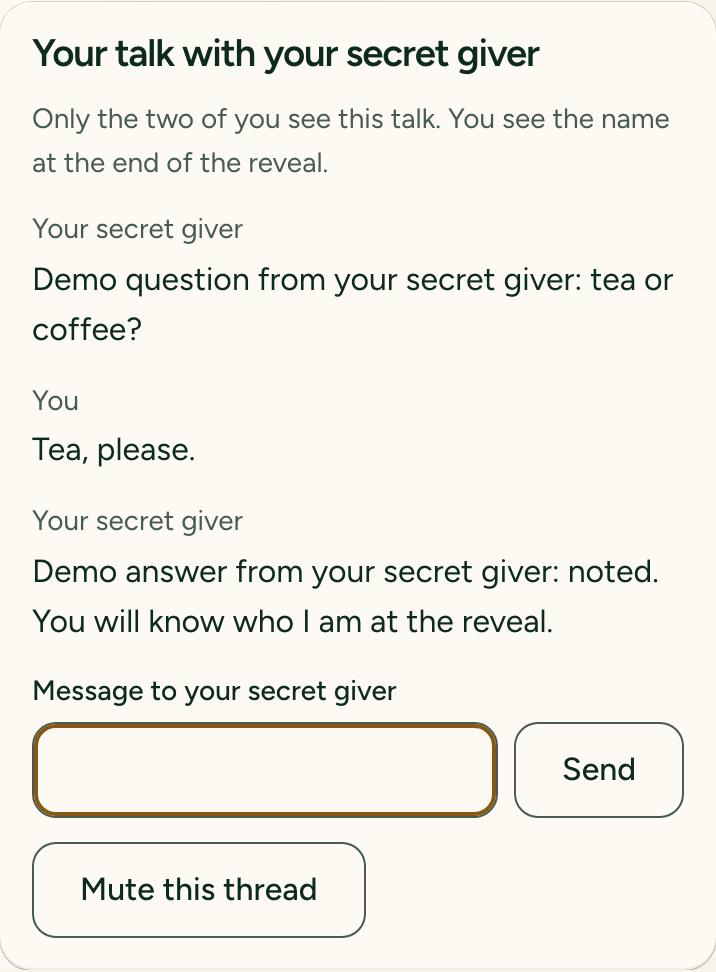 Your talk with your secret giver
Only the two of you see this talk. You see the name
at the end of the reveal.
Your secret giver
Demo question from your secret giver: tea or
coffee?
You
Tea, please.
Your secret giver
Demo answer from your secret giver: noted.
You will know who I am at the reveal.
Message to your secret giver
Send
Mute this thread